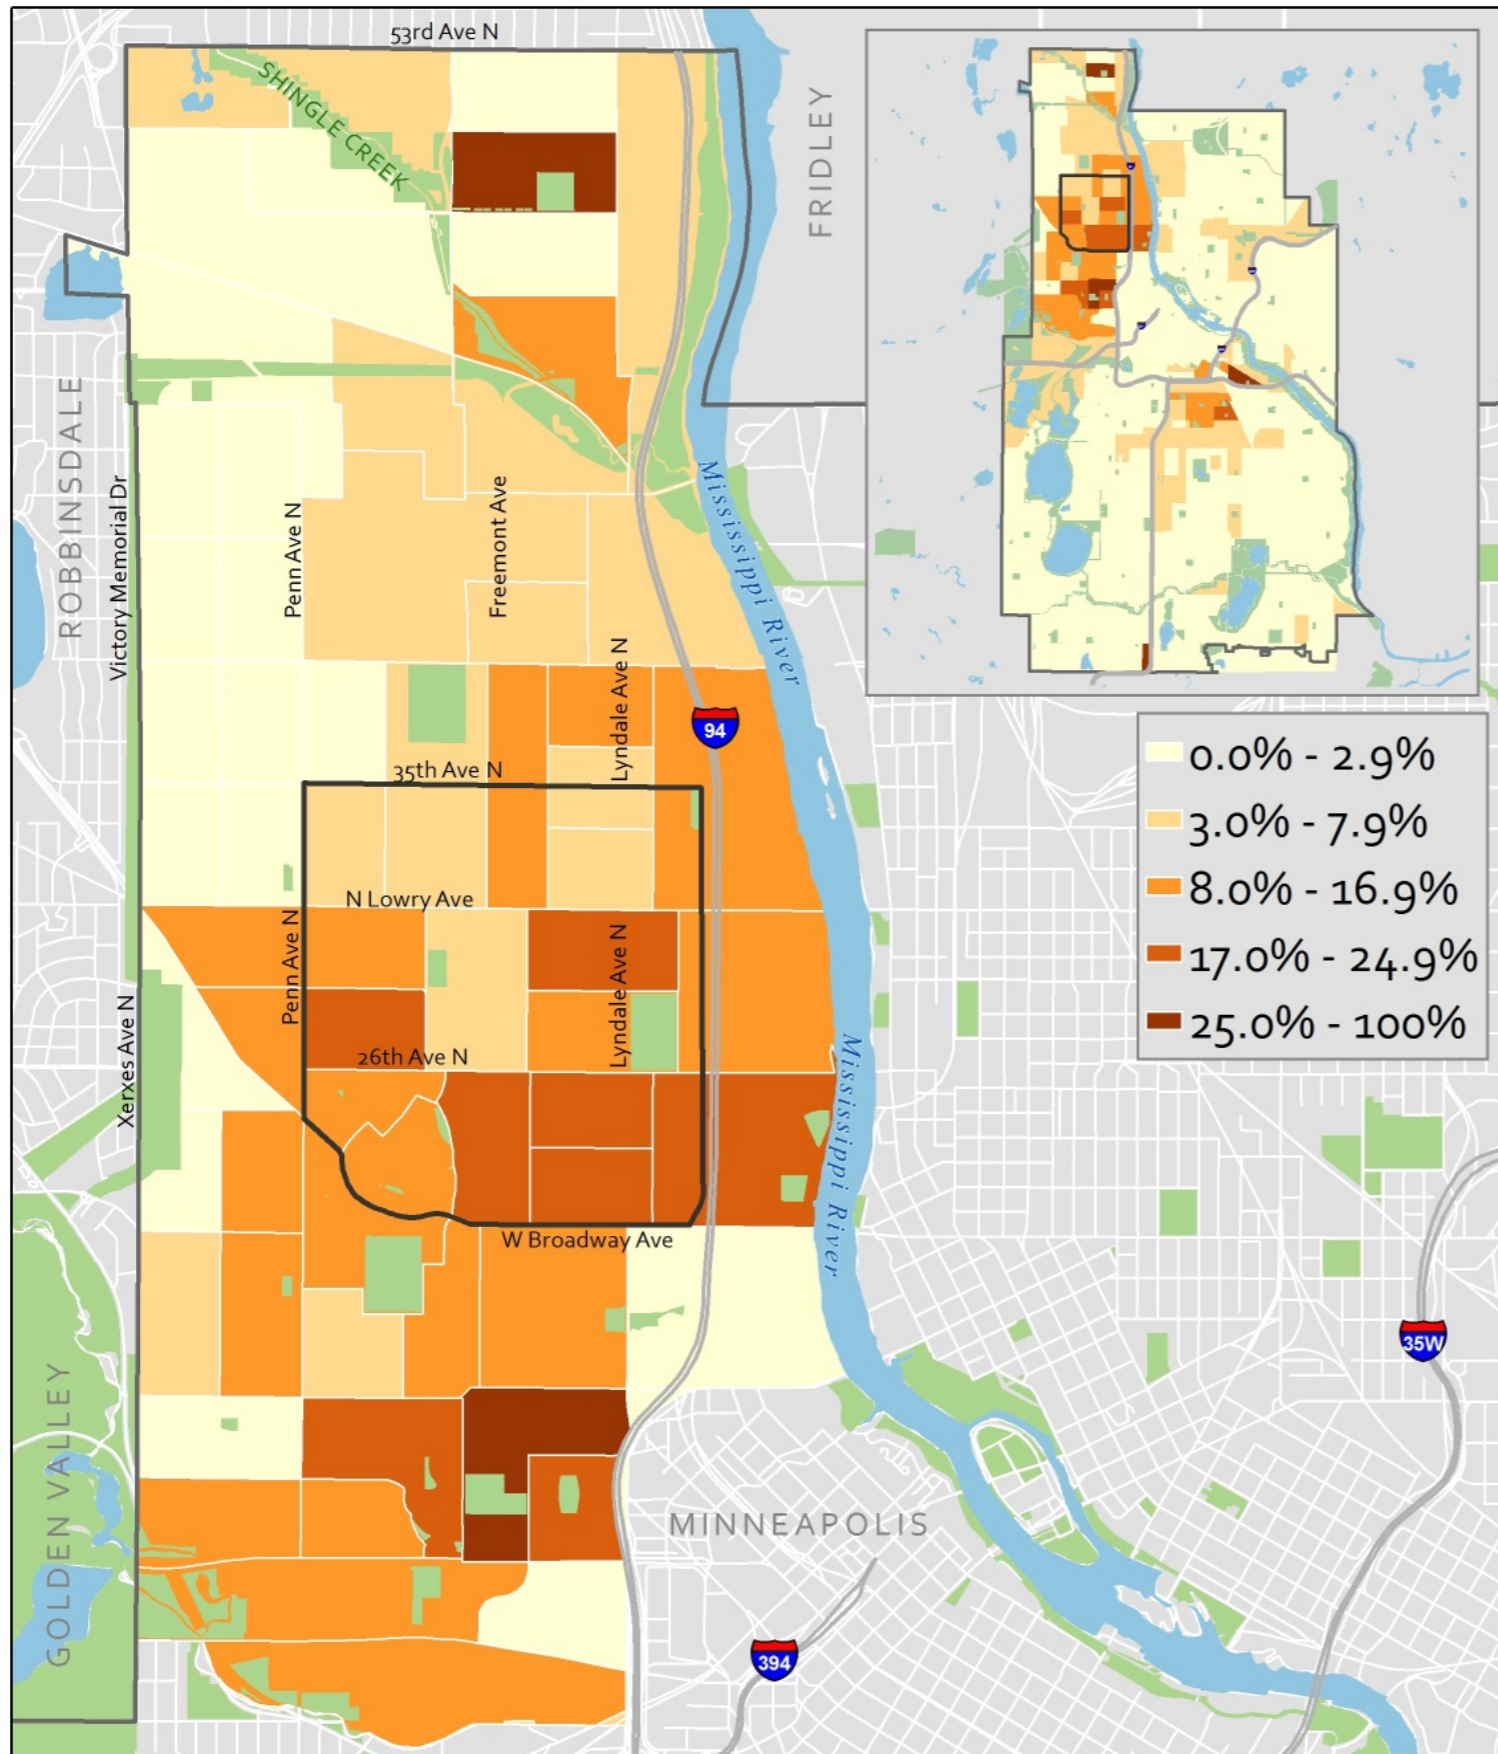 53rd Ave N
SHINGLE CREEK
FRIDLEY
ROBBINSDALE
Victory Memorial Dr
Penn Ave N
Freemont Ave
Mississippi River
Lyndale Ave N
94
35th Ave N
0.0% - 2.9%
3.0% - 7.9%
8.0% - 16.9%
17.0% - 24.9%
25.0% - 100%
N Lowry Ave
Penn Ave N
Lyndale Ave N
Xerxes Ave N
26th Ave N
Mississippi River
W Broadway Ave
35W
GOLDEN VALLEY
MINNEAPOLIS
394